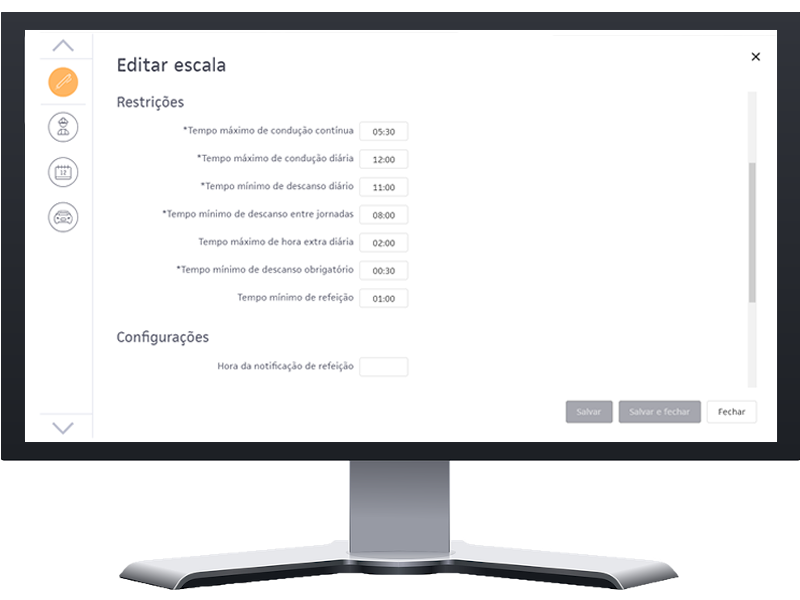 Editar escala
×
Restrições
*Tempo máximo de condução contínua 05:30
*Tempo máximo de condução diária 12:00
*Tempo mínimo de descanso diário 11:00
*Tempo mínimo de descanso entre jornadas 08:00
Tempo máximo de hora extra diária 02:00
*Tempo mínimo de descanso obrigatório 00:30
Tempo mínimo de refeição 01:00
Configurações
Hora da notificação de refeição
Salvar Salvar e fechar Fechar
12